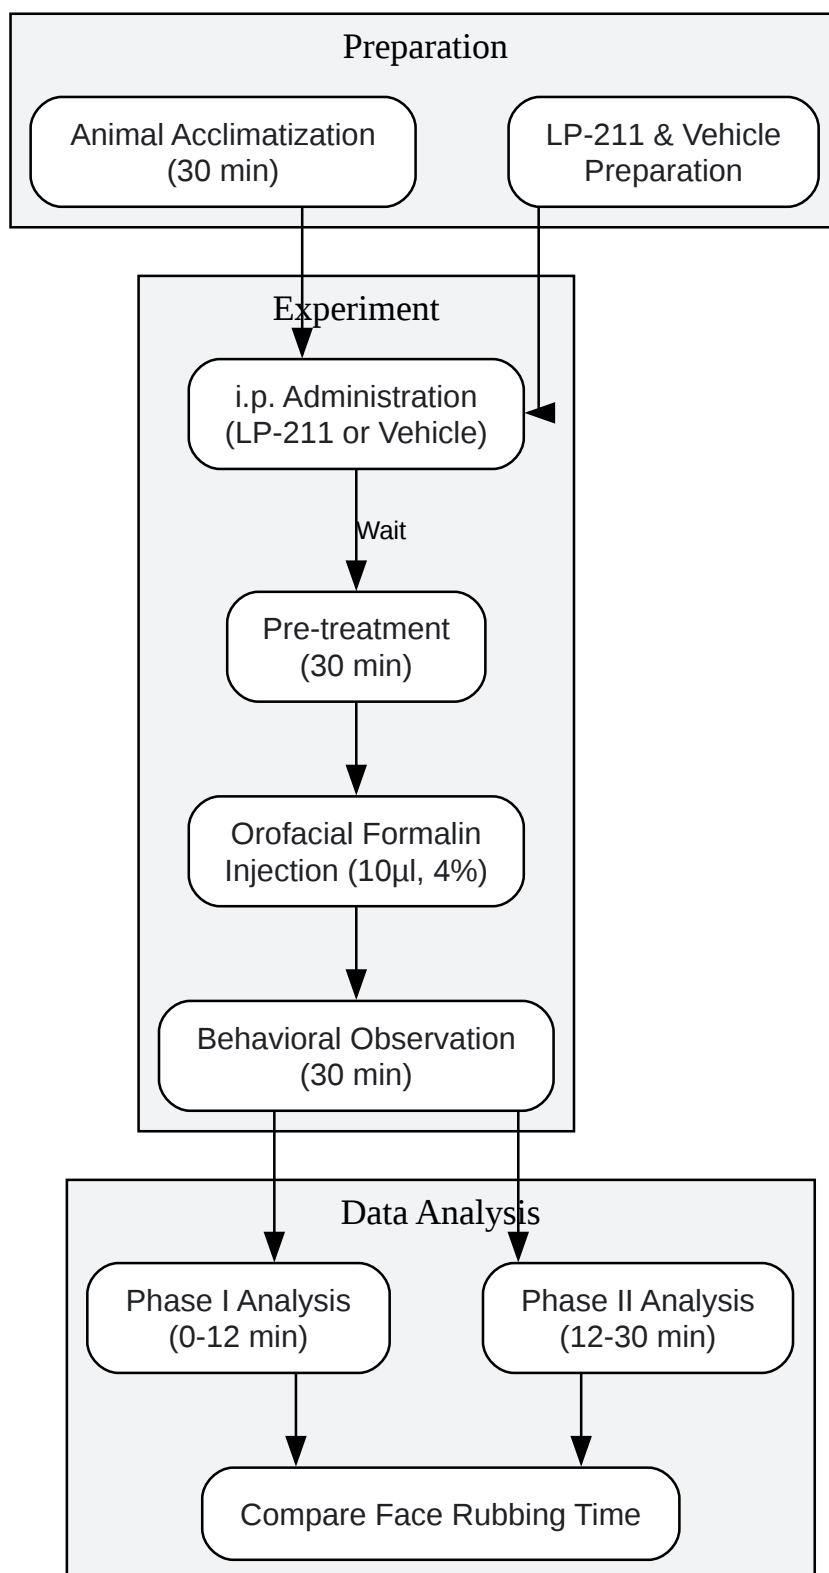 Preparation
Animal Acclimatization
(30 min)
LP-211 & Vehicle
Preparation
Experiment
i.p. Administration
(LP-211 or Vehicle)
Wait
Pre-treatment
(30 min)
Orofacial Formalin
Injection (10µl, 4%)
Behavioral Observation
(30 min)
Data Analysis
Phase I Analysis
(0-12 min)
Phase II Analysis
(12-30 min)
Compare Face Rubbing Time